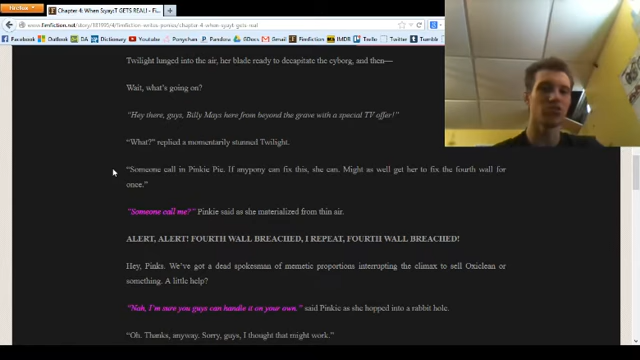 Firefox
Chapter 4: When SjyayT GETS REAL! - Fi...
www.fimfiction.net/story/181995/4/fimfiction-writes-ponies/chapter-4-when-sjyayt-gets-real
Facebook
Outlook
DA
Dictionary
Ponychan
Pandora
GDocs
Gmail
Fimfiction
IMDB
Tr
Twitter
Tumblr
Twilight lunged into the air, her blade ready to decapitate the cyborg, and then—
Wait, what's going on?
"Hey there, guys, Billy Mays here from beyond the grave with a special TV offer!"
"What?" replied a momentarily stunned Twilight.
"Someone call in Pinkie Pie. If anypony can fix this, she can. Might as well get her to fix the fourth wall for
once."
"Someone call me?" Pinkie said as she materialized from thin air.
ALERT, ALERT! FOURTH WALL BREACHED, I REPEAT, FOURTH WALL BREACHED!
Hey, Pinks. We've got a dead spokesman of memetic proportions interrupting the climax to sell Oxiclean or
something. A little help?
"Nah, I'm sure you guys can handle it on your own." said Pinkie as she hopped into a rabbit hole.
"Oh. Thanks, anyway. Sorry, guys, I thought that might work."